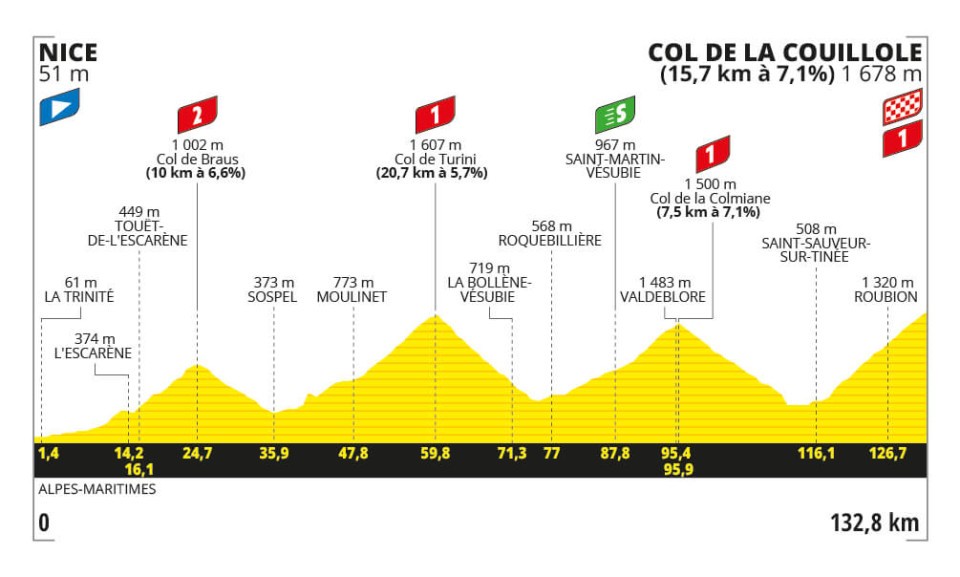 NICE
51 m
COL DE LA COUILLOLE
(15,7 km à 7,1%) 1 678 m
2
1 002 m
Col de Braus
(10 km à 6,6%)
1
1 607 m
Col de Turini
(20,7 km à 5,7%)
S
967 m
SAINT-MARTIN-
VÉSUBIE
1
1 500 m
Col de la Colmiane
(7,5 km à 7,1%)
1
449 m
TOUËT-
DE-L'ESCARÈNE
568 m
ROQUEBILLIÈRE
508 m
SAINT-SAUVEUR-
SUR-TINÉE
61 m
LA TRINITÉ
373 m
SOSPEL
773 m
MOULINET
719 m
LA BOLLÈNE-
VÉSUBIE
1 483 m
VALDEBLORE
1 320 m
ROUBION
374 m
L'ESCARÈNE
1,4
14,2
16,1
24,7
35,9
47,8
59,8
71,3
77
87,8
95,4
95,9
116,1
126,7
ALPES-MARITIMES
0
132,8 km